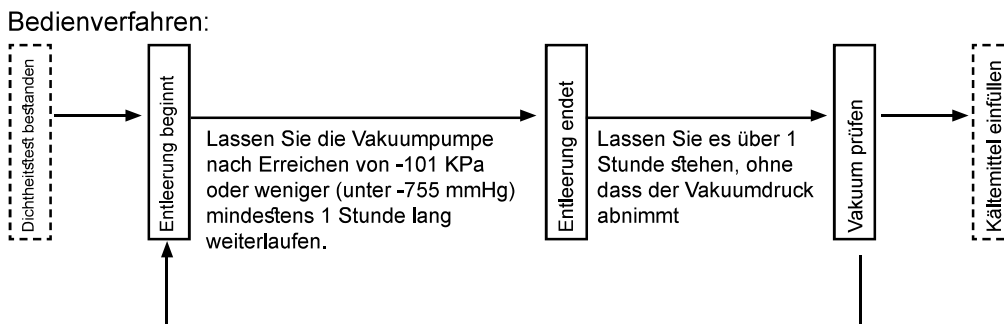 Bedienverfahren:
Dichtheitstest bestanden
Entleerung beginnt
Lassen Sie die Vakuumpumpe
nach Erreichen von -101 KPa
oder weniger (unter -755 mmHg)
mindestens 1 Stunde lang
weiterlaufen.
Entleerung endet
Lassen Sie es über 1
Stunde stehen, ohne
dass der Vakuumdruck
abnimmt
Vakuum prüfen
Kältemittel einfüllen